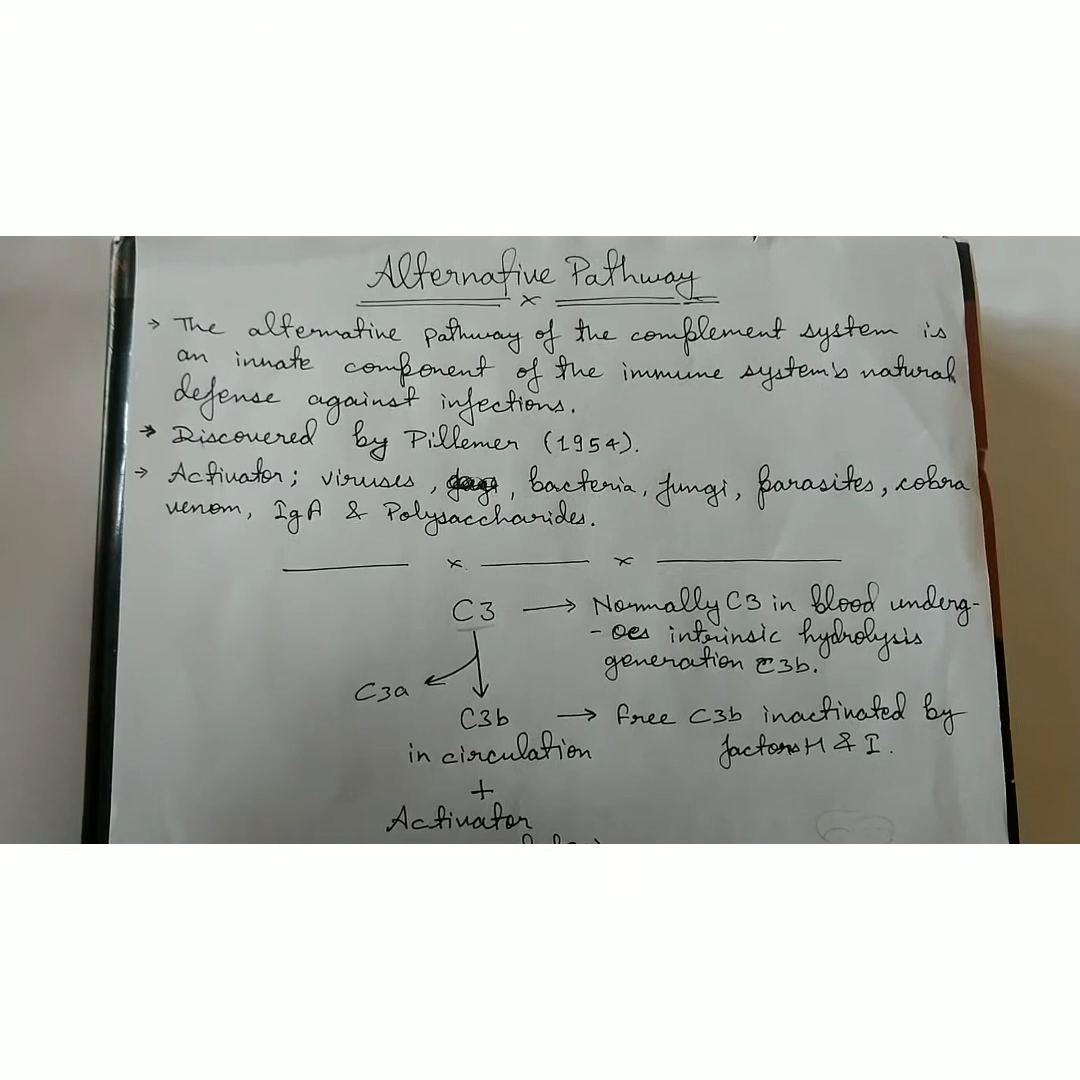 Alternative Pathway
x
→ The alternative pathway of the complement system is
an innate component of the immune system's natural
defense against infections.
→ Discovered by Pillemer (1954).
→ Activator; viruses, , bacteria, fungi, parasites, cobra
venom, IgA & Polysaccharides.
x x
C3 → Normally C3 in blood underg-
- oes intrinsic hydrolysis
generation C3b.
C3a
C3b → free C3b inactivated by
in circulation factors H & I.
+
Activator